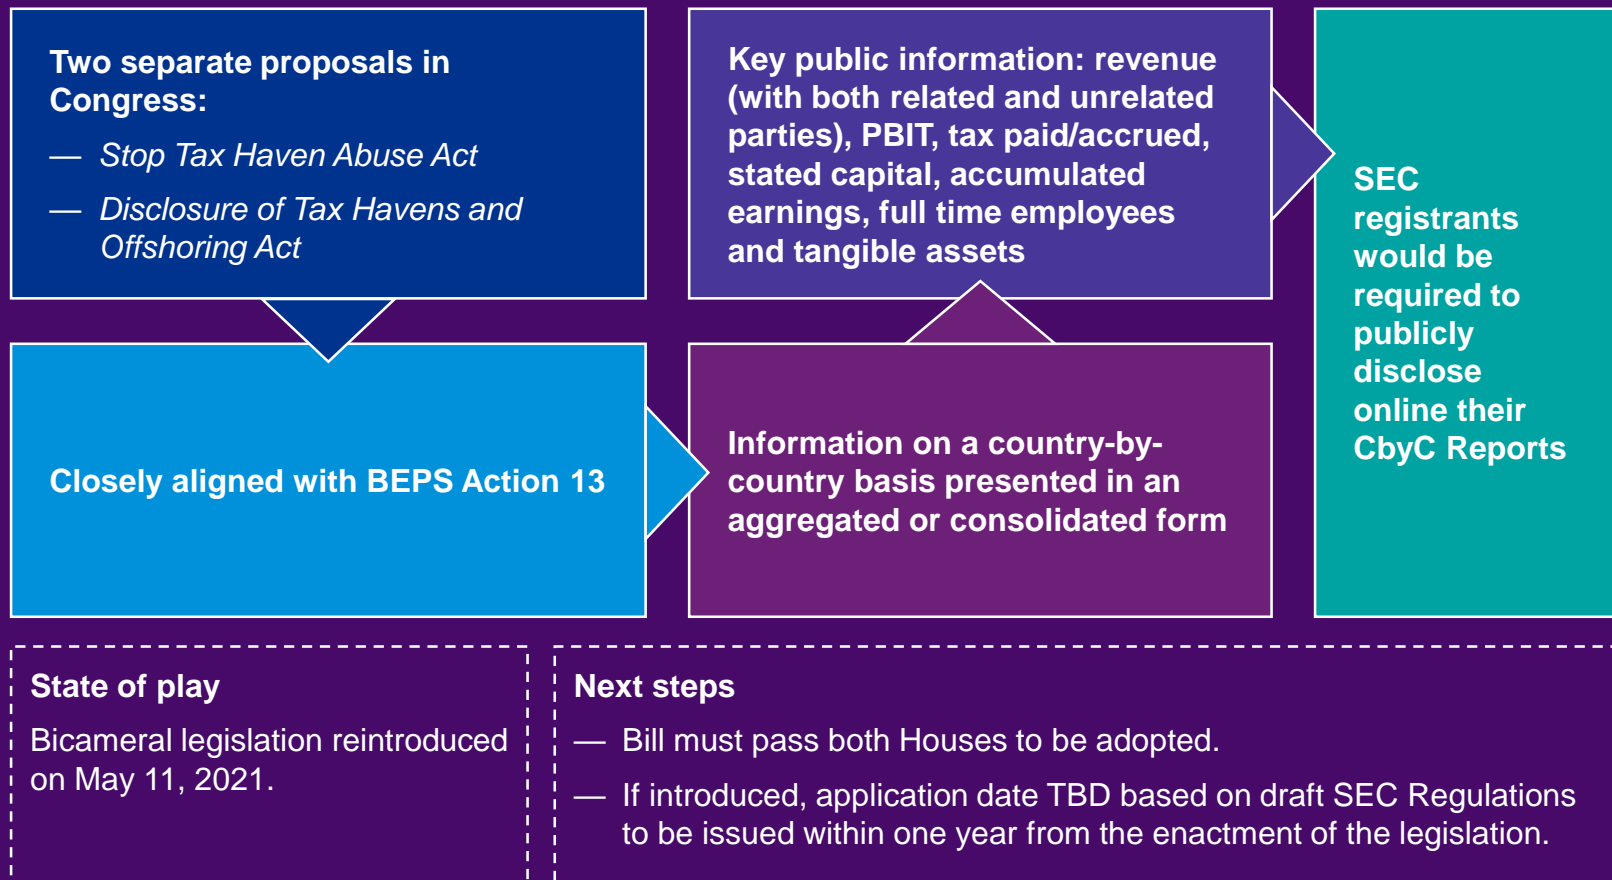 Two separate proposals in
Congress:
— Stop Tax Haven Abuse Act
— Disclosure of Tax Havens and
Offshoring Act
Closely aligned with BEPS Action 13
Information on a country-by-
country basis presented in an
aggregated or consolidated form
Key public information: revenue
(with both related and unrelated
parties), PBIT, tax paid/accrued,
stated capital, accumulated
earnings, full time employees
and tangible assets
SEC
registrants
would be
required to
publicly
disclose
online their
CbyC Reports
State of play
Bicameral legislation reintroduced
on May 11, 2021.
Next steps
— Bill must pass both Houses to be adopted.
— If introduced, application date TBD based on draft SEC Regulations
to be issued within one year from the enactment of the legislation.